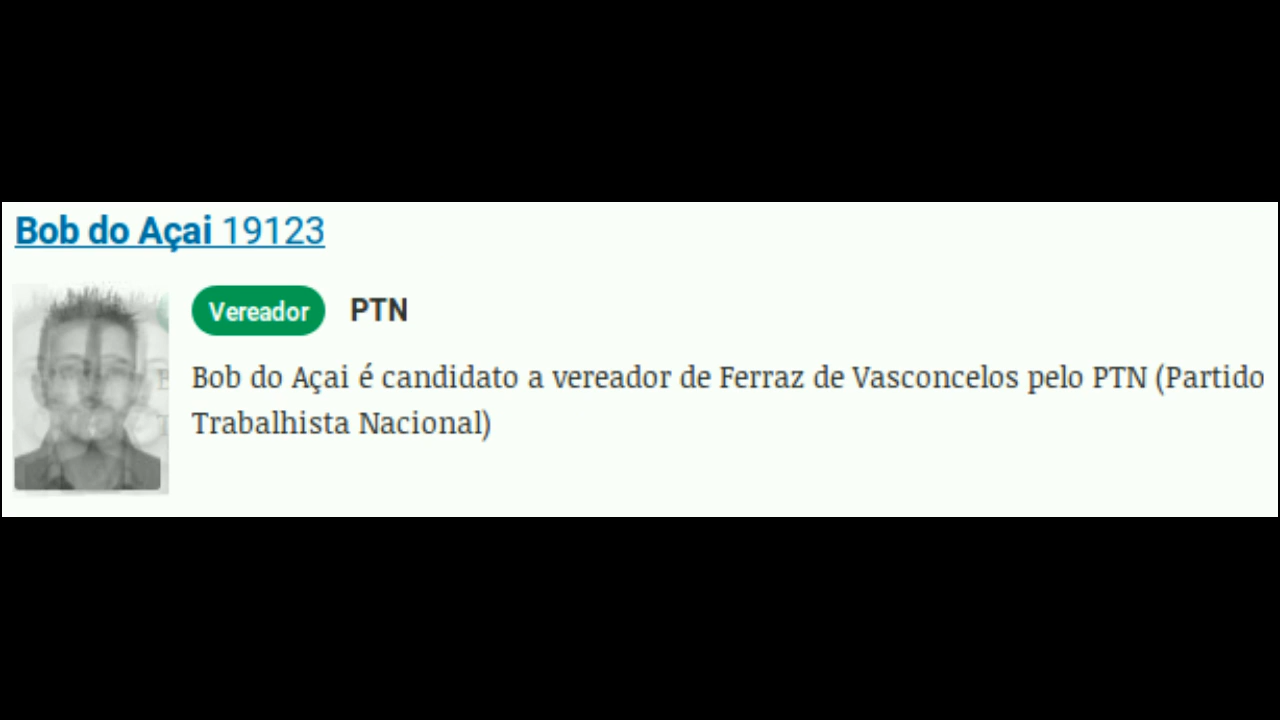 Bob do Açai 19123
Vereador PTN
Bob do Açai é candidato a vereador de Ferraz de Vasconcelos pelo PTN (Partido
Trabalhista Nacional)